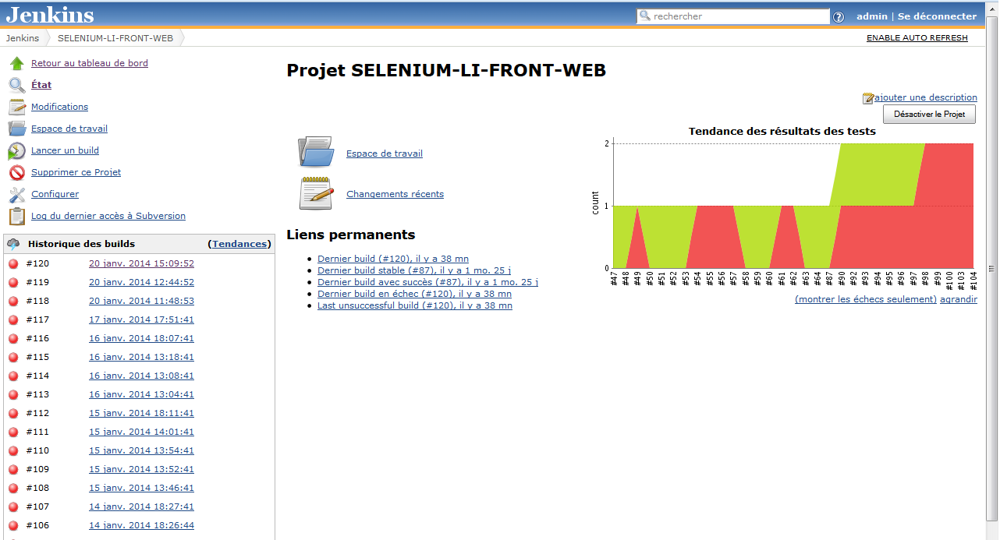 Jenkins
rechercher
admin | Se déconnecter
Jenkins
SELENIUM-LI-FRONT-WEB
ENABLE AUTO REFRESH
Retour au tableau de bord
État
Modifications
Espace de travail
Lancer un build
Supprimer ce Projet
Configurer
Log du dernier accès à Subversion
Historique des builds (Tendances)
#120 20 janv. 2014 15:09:52
#119 20 janv. 2014 12:44:52
#118 20 janv. 2014 11:48:53
#117 17 janv. 2014 17:51:41
#116 16 janv. 2014 18:07:41
#115 16 janv. 2014 13:18:41
#114 16 janv. 2014 13:08:41
#113 16 janv. 2014 13:04:41
#112 15 janv. 2014 18:11:41
#111 15 janv. 2014 14:01:41
#110 15 janv. 2014 13:54:41
#109 15 janv. 2014 13:52:41
#108 15 janv. 2014 13:46:41
#107 14 janv. 2014 18:27:41
#106 14 janv. 2014 18:26:44
Projet SELENIUM-LI-FRONT-WEB
ajouter une description
Désactiver le Projet
Espace de travail
Changements récents
Liens permanents
Dernier build (#120), il y a 38 mn
Dernier build stable (#87), il y a 1 mo. 25 j
Dernier build avec succès (#87), il y a 1 mo. 25 j
Dernier build en échec (#120), il y a 38 mn
Last unsuccessful build (#120), il y a 38 mn
Tendance des résultats des tests
2
1
0
count
#47 #48 #49 #50 #51 #52 #53 #54 #55 #56 #57 #58 #59 #60 #61 #62 #63 #64 #87 #90 #92 #93 #94 #95 #96 #97 #98 #99 #100 #103 #104
(montrer les échecs seulement) agrandir